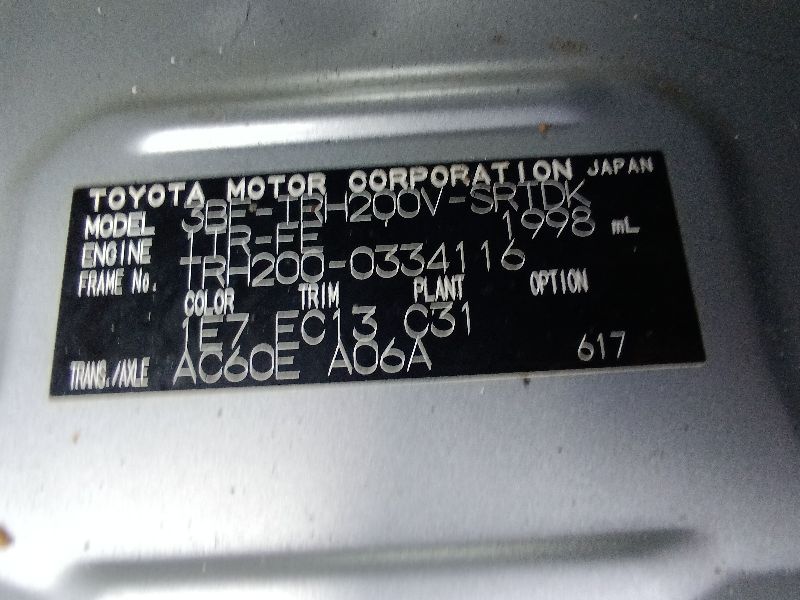 TOYOTA MOTOR CORPORATION JAPAN
MODEL 3BF-TRH200V-SRTDK
ENGINE 1TR-FE 1998 mL
FRAME No. TRH200-0334116
COLOR TRIM PLANT OPTION
1E7 FC13 C31
TRANS./AXLE AC60E A06A 617